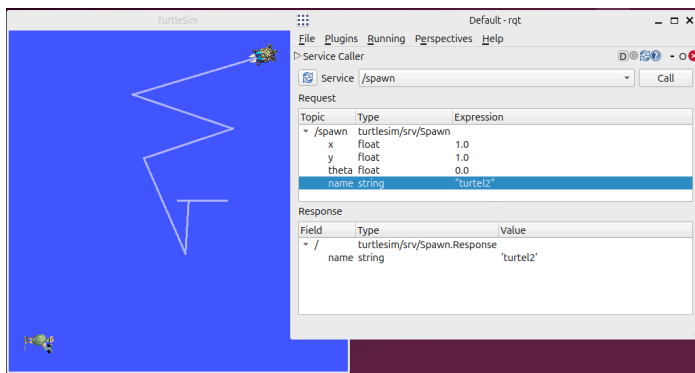 TurtleSim
Default - rqt
File Plugins Running Perspectives Help
Service Caller
D
- O
Service /spawn Call
Request
Topic Type Expression
/spawn turtlesim/srv/Spawn
x float 1.0
y float 1.0
theta float 0.0
name string "turtel2"
Response
Field Type Value
/ turtlesim/srv/Spawn.Response
name string 'turtel2'